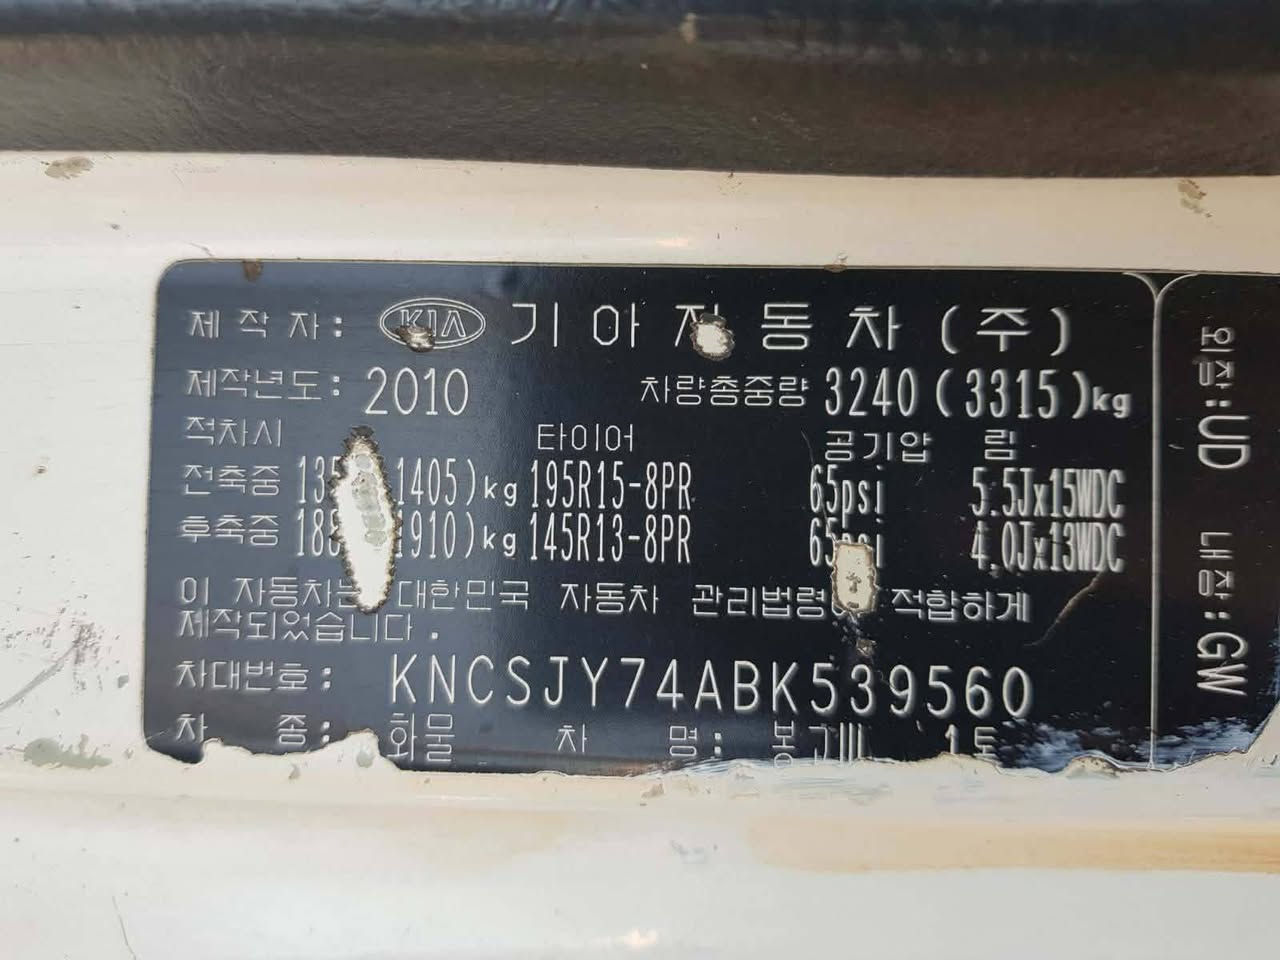 제작자: KIA 기아자동차(주)
제작년도: 2010 차량총중량 3240 (3315)kg
적차시 타이어 공기압 림
전축중 1405)kg 195R15-8PR 65psi 5.5Jx15WDC
후축중 1910)kg 145R13-8PR 65psi 4.0Jx13WDC
이 자동차는 대한민국 자동차 관리법령에 적합하게
제작되었습니다.
차대번호: KNCSJY74ABK539560
차 종: 화물 차 명: 봉고III 1톤
외장:UD 내장:GW